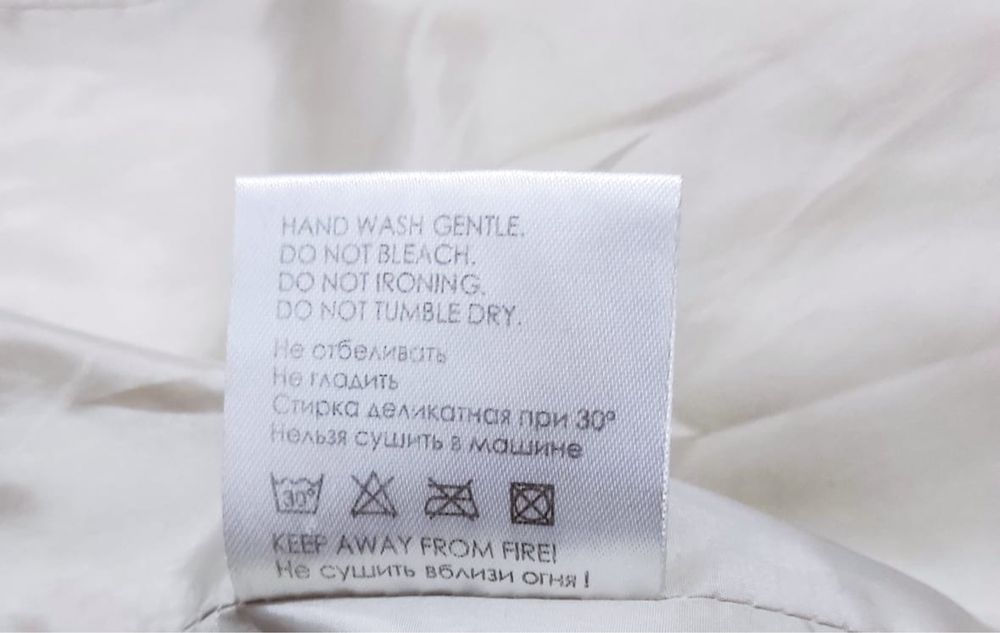 HAND WASH GENTLE.
DO NOT BLEACH.
DO NOT IRONING.
DO NOT TUMBLE DRY.
Не отбеливать
Не гладить
Стирка деликатная при 30°
Нельзя сушить в машине
30°
KEEP AWAY FROM FIRE!
Не сушить вблизи огня !